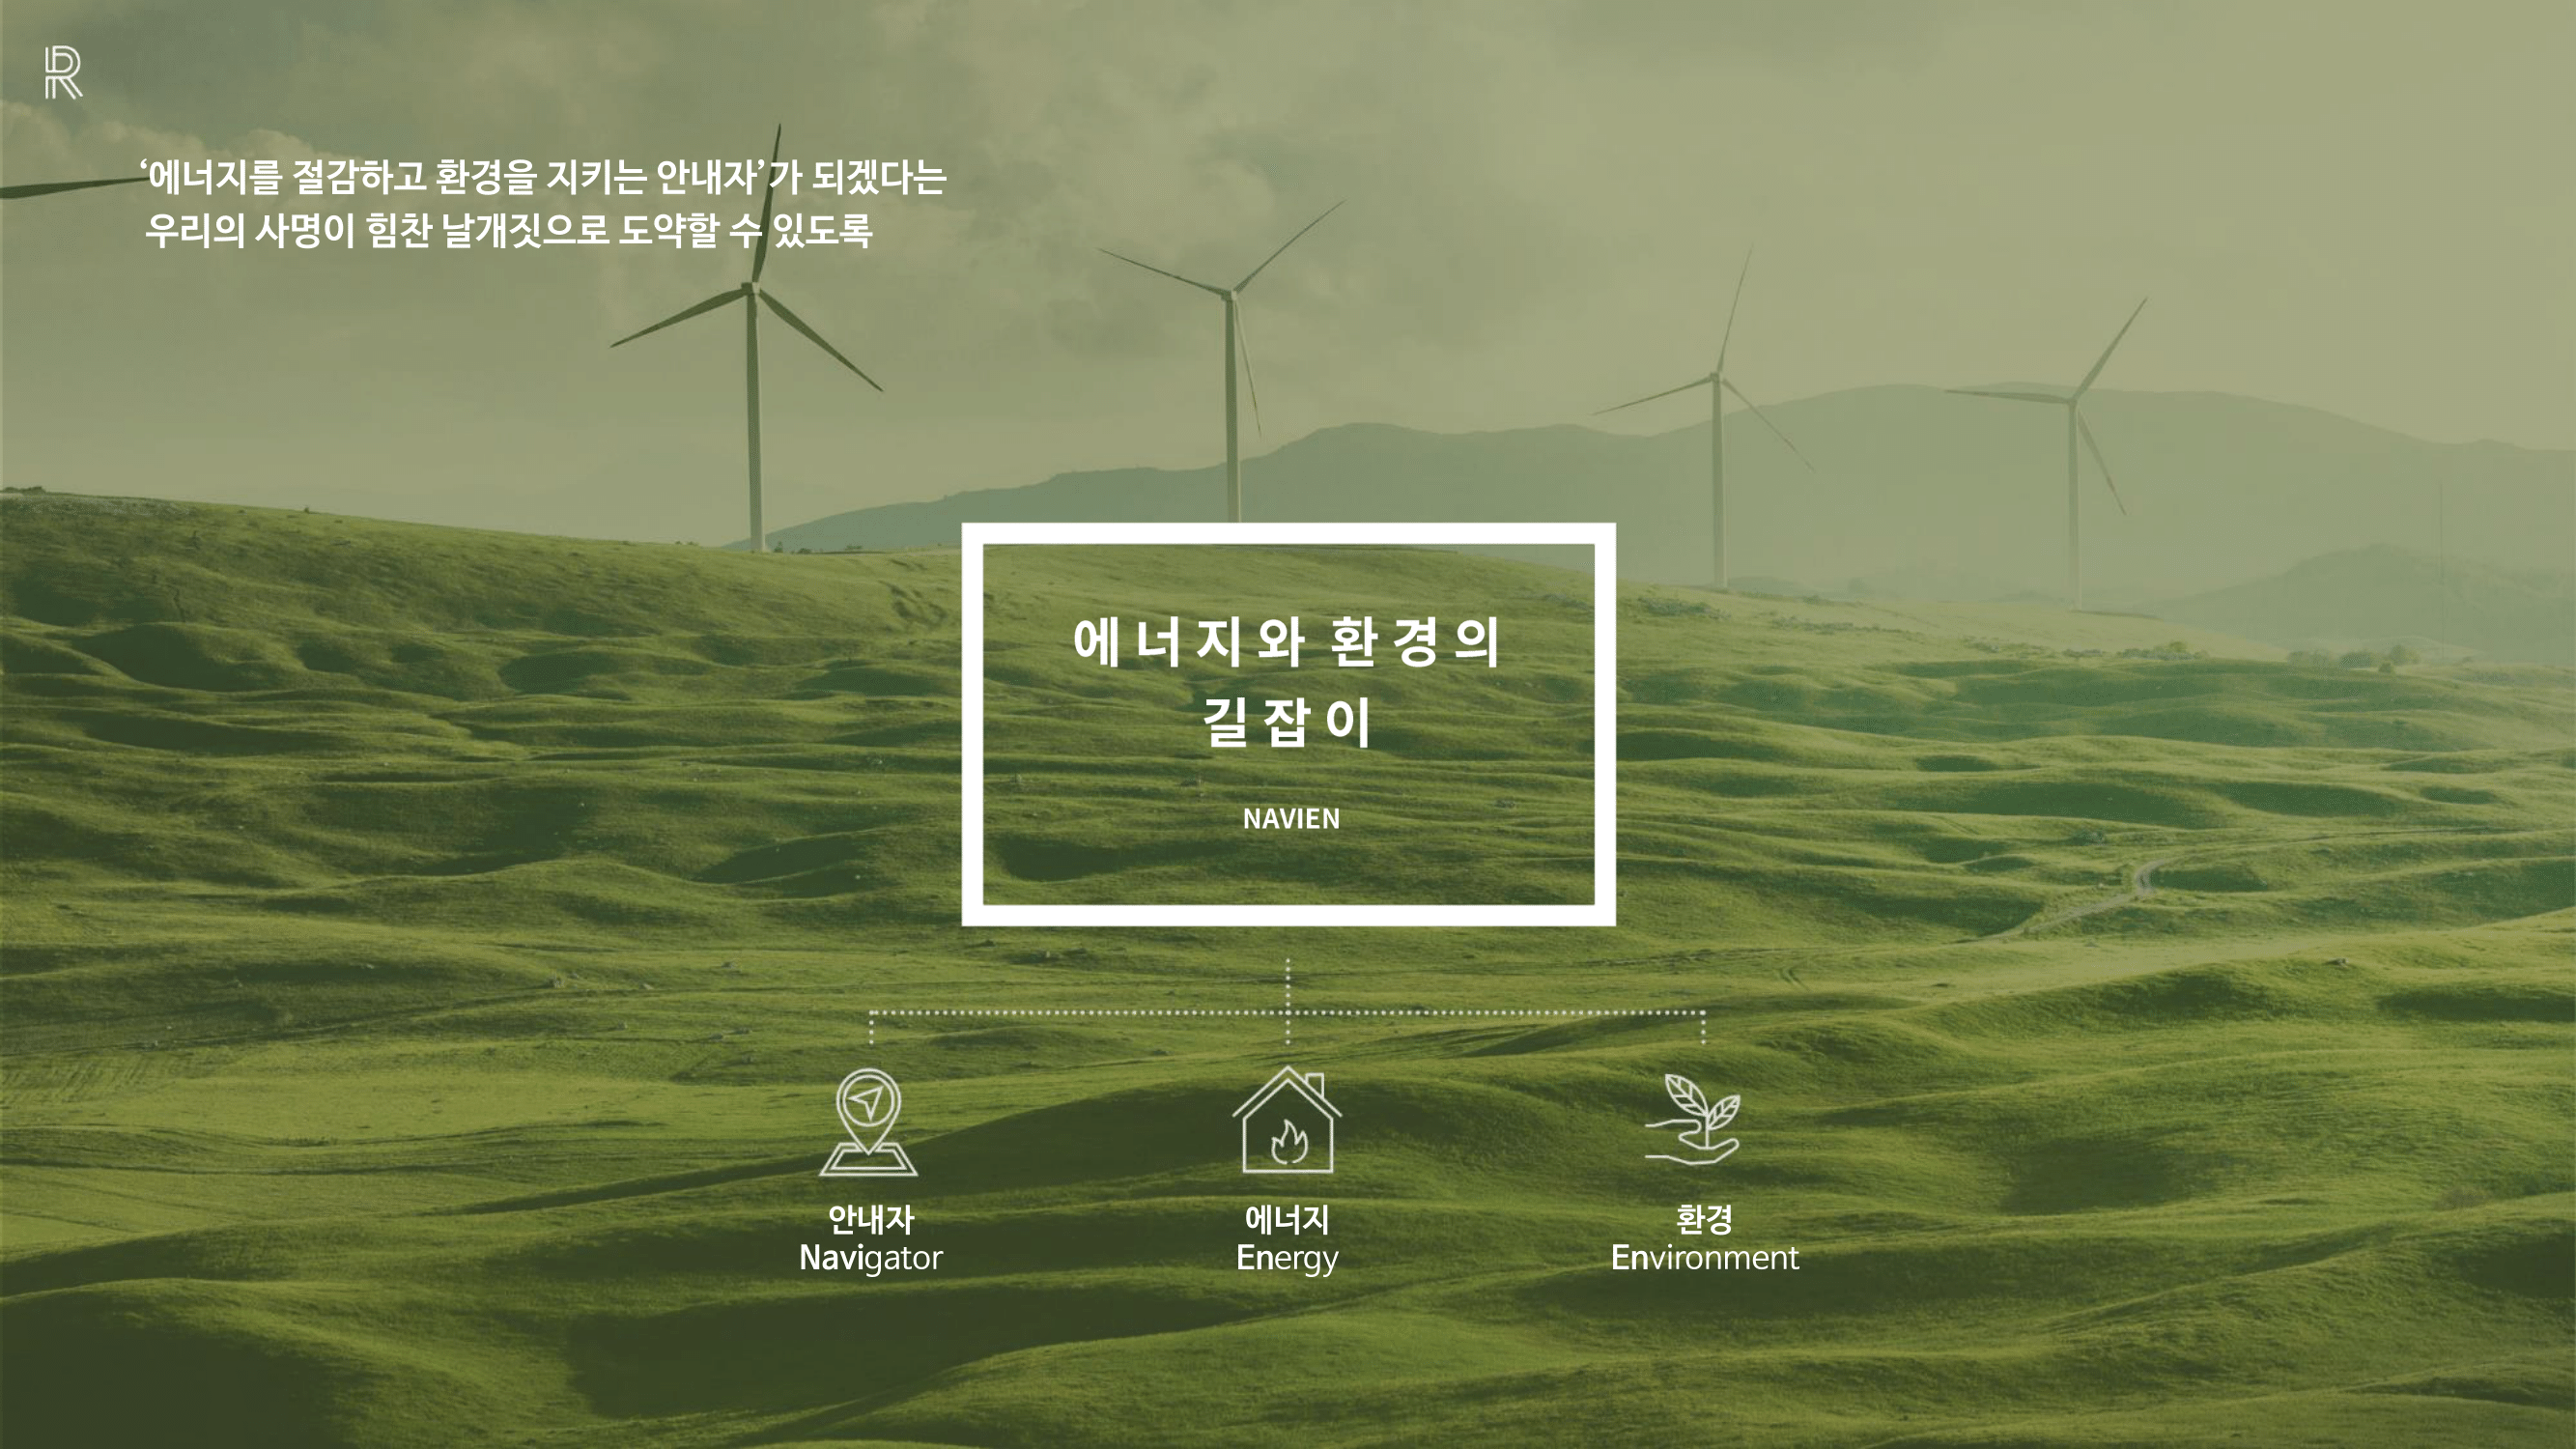 R
‘에너지를 절감하고 환경을 지키는 안내자’가 되겠다는
우리의 사명이 힘찬 날개짓으로 도약할 수 있도록
에너지와 환경의
길잡이
NAVIEN
안내자
Navigator
에너지
Energy
환경
Environment